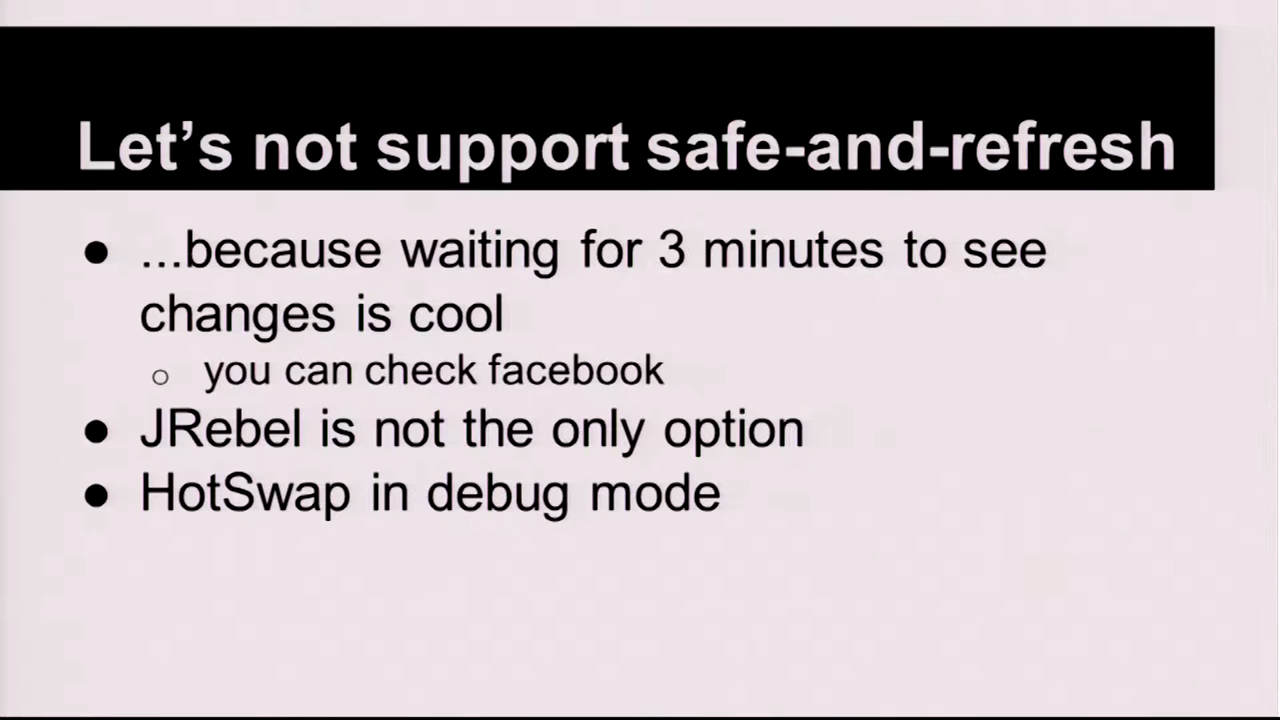 Let's not support safe-and-refresh
● ...because waiting for 3 minutes to see
changes is cool
○ you can check facebook
● JRebel is not the only option
● HotSwap in debug mode